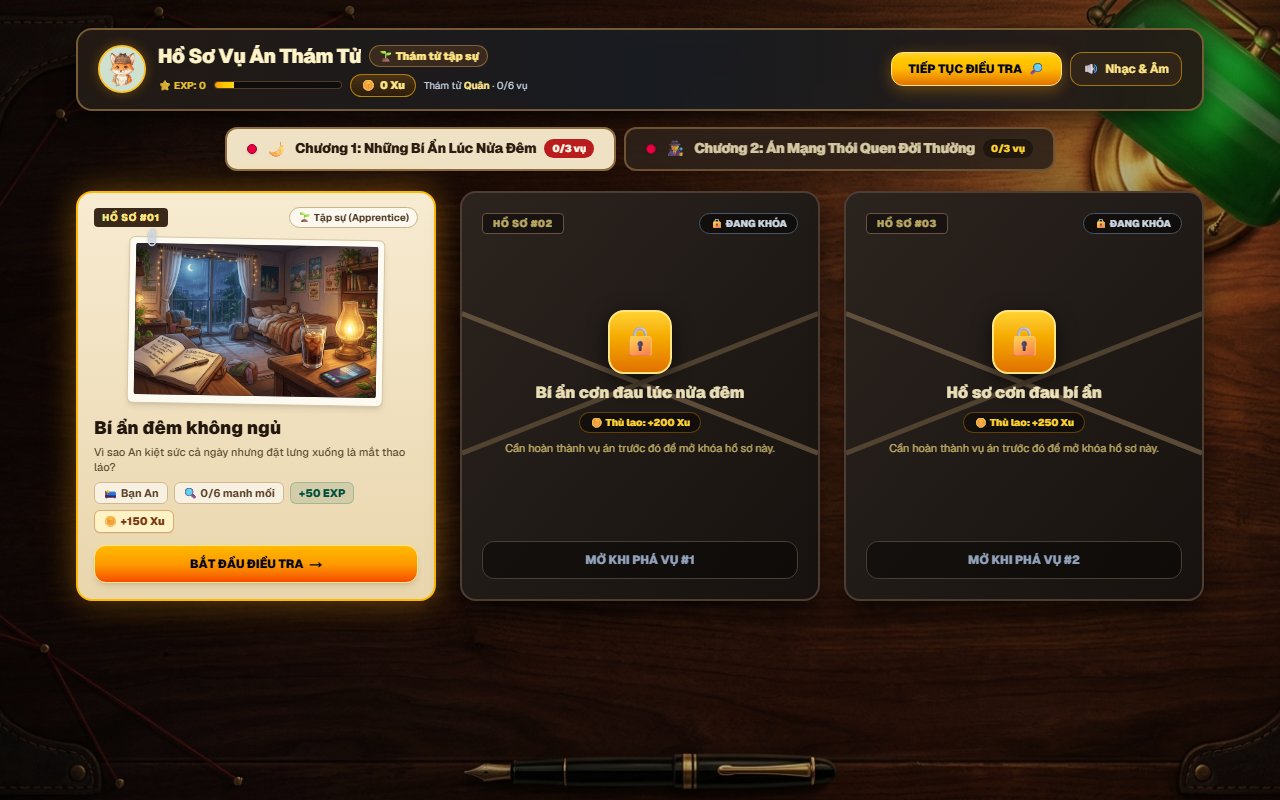 Hồ Sơ Vụ Án Thám Tử
Thám tử tập sự
EXP: 0
0 Xu
Thám tử Quân · 0/6 vụ
TIẾP TỤC ĐIỀU TRA
Nhạc & Âm
Chương 1: Những Bí Ẩn Lúc Nửa Đêm 0/3 vụ
Chương 2: Án Mạng Thói Quen Đời Thường 0/3 vụ
HỒ SƠ #01
Tập sự (Apprentice)
Bí ẩn đêm không ngủ
Vì sao An kiệt sức cả ngày nhưng đặt lưng xuống là mắt thao
láo?
Bạn An
0/6 manh mối
+50 EXP
+150 Xu
BẮT ĐẦU ĐIỀU TRA →
HỒ SƠ #02
ĐANG KHÓA
Bí ẩn cơn đau lúc nửa đêm
Thù lao: +200 Xu
Cần hoàn thành vụ án trước đó để mở khóa hồ sơ này.
MỞ KHI PHÁ VỤ #1
HỒ SƠ #03
ĐANG KHÓA
Hồ sơ cơn đau bí ẩn
Thù lao: +250 Xu
Cần hoàn thành vụ án trước đó để mở khóa hồ sơ này.
MỞ KHI PHÁ VỤ #2